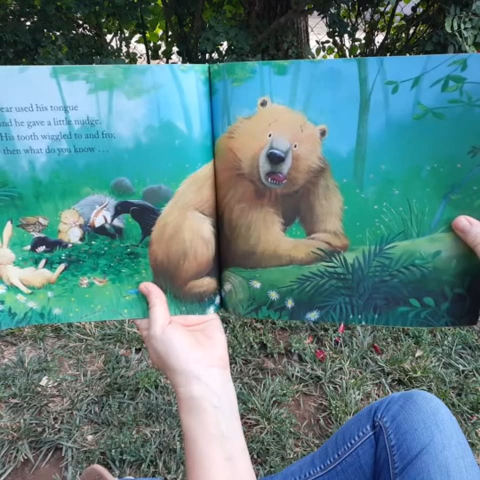 ear used his tongue
nd he gave a little nudge.
His tooth wiggled to and fro;
then what do you know . . .